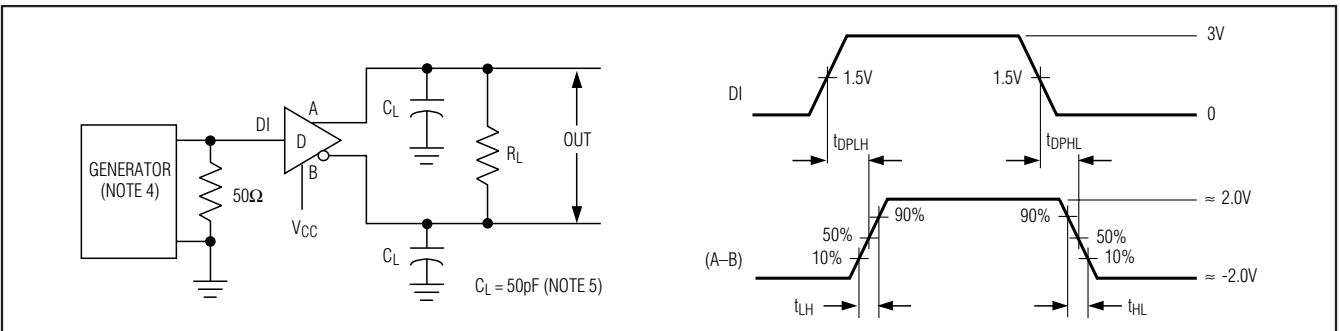 GENERATOR
(NOTE 4)
50Ω
DI
D
A
B
VCC
CL
CL
RL
OUT
CL = 50pF (NOTE 5)
DI
1.5V
1.5V
3V
0
tDPLH
tDPHL
(A–B)
90%
50%
10%
90%
50%
10%
≈ 2.0V
≈ -2.0V
tLH
tHL